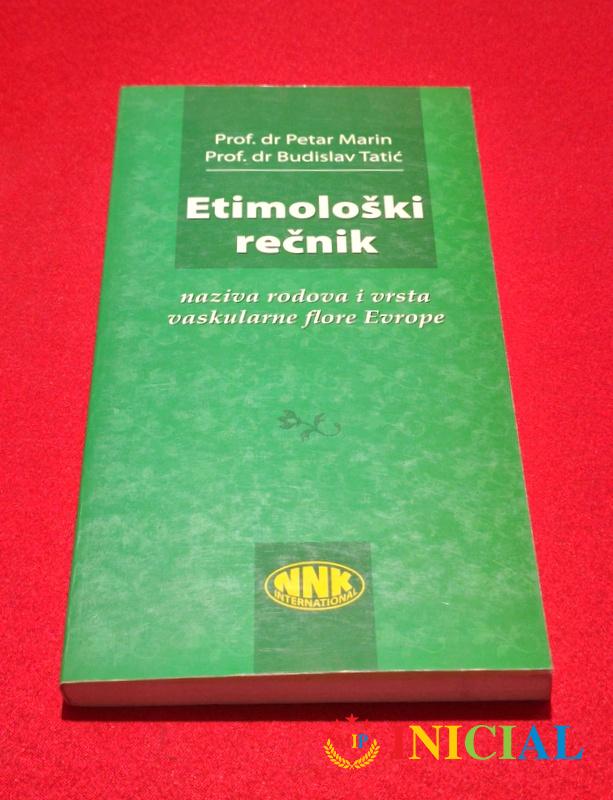 Prof. dr Petar Marin
Prof. dr Budislav Tatić
Etimološki
rečnik
naziva rodova i vrsta
vaskularne flore Evrope
NNK
INTERNATIONAL
IP INICIAL